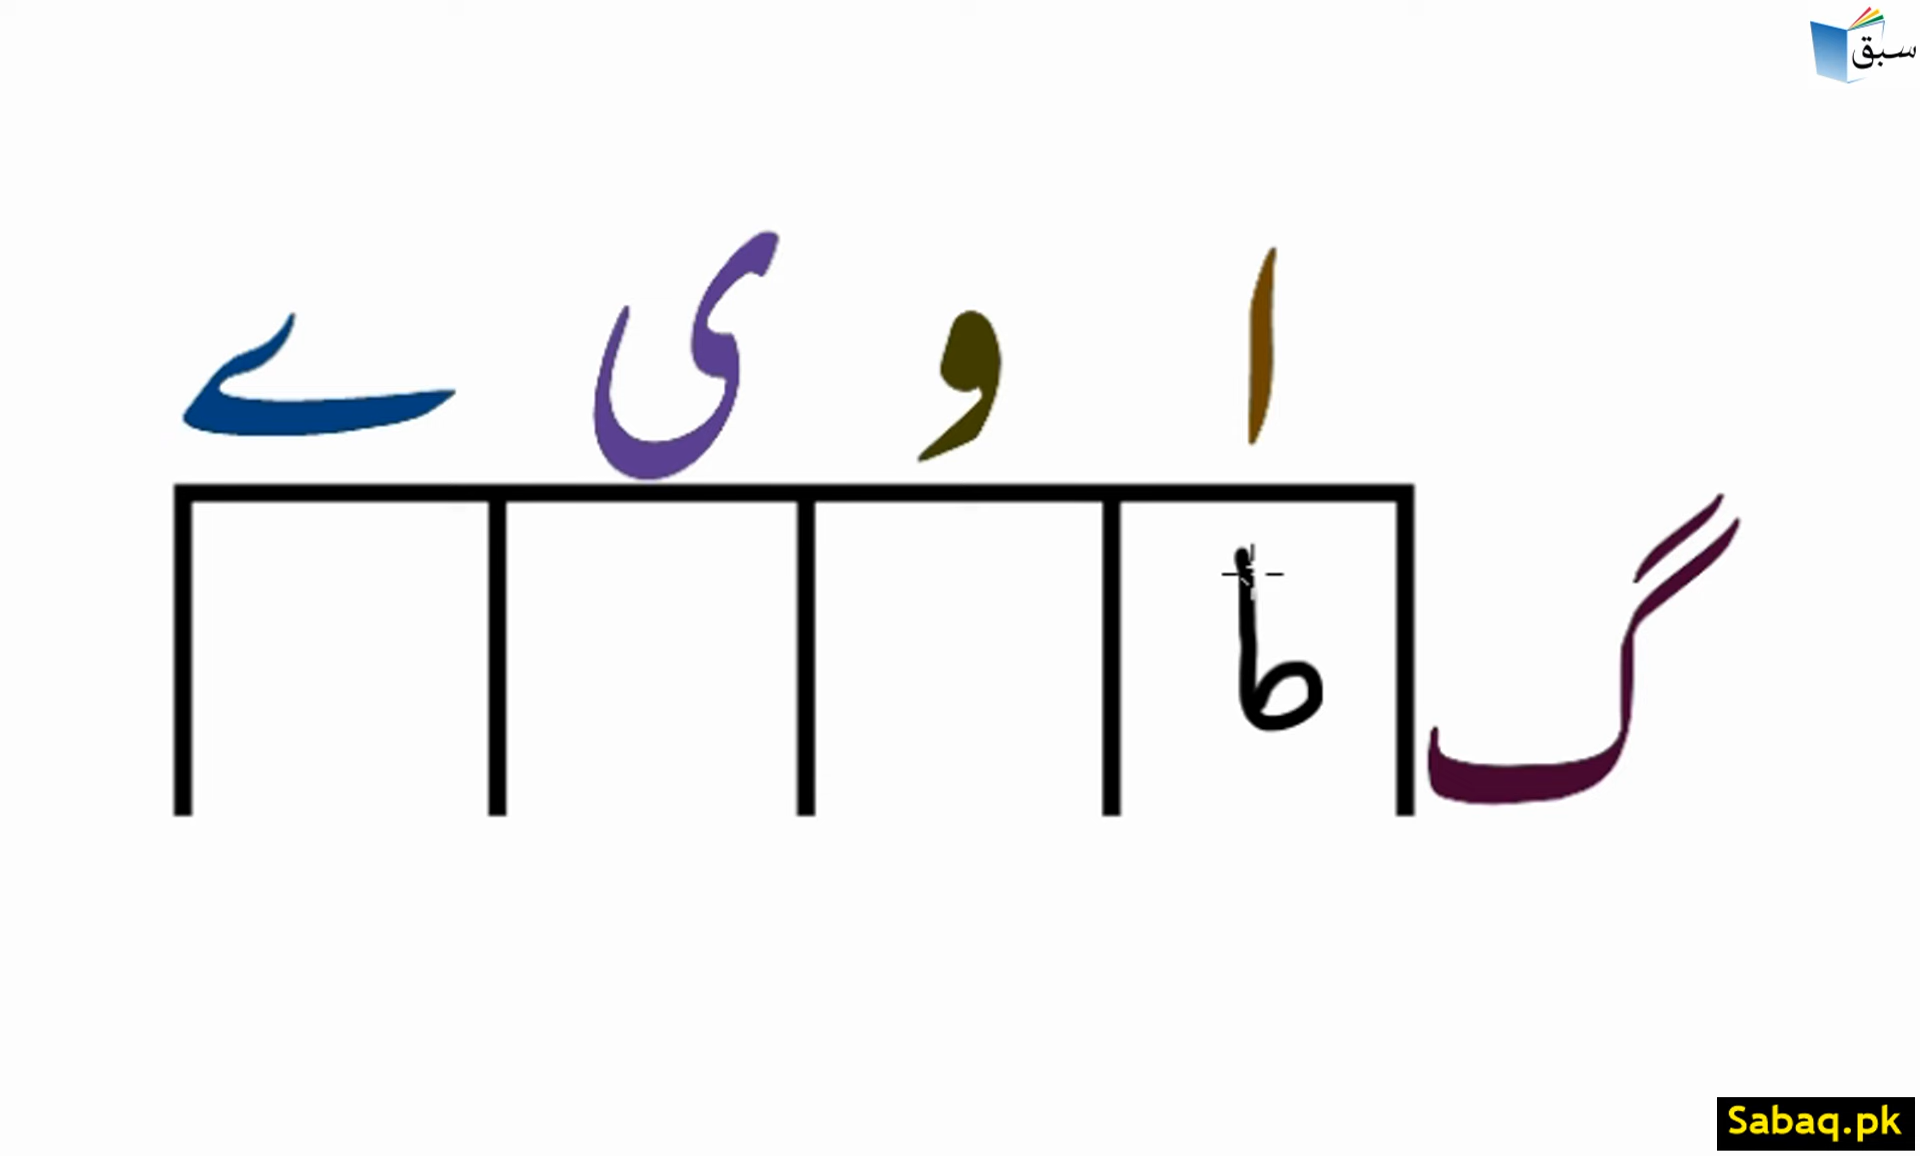 سبق
ا و ی ے
گ
Sabaq.pk